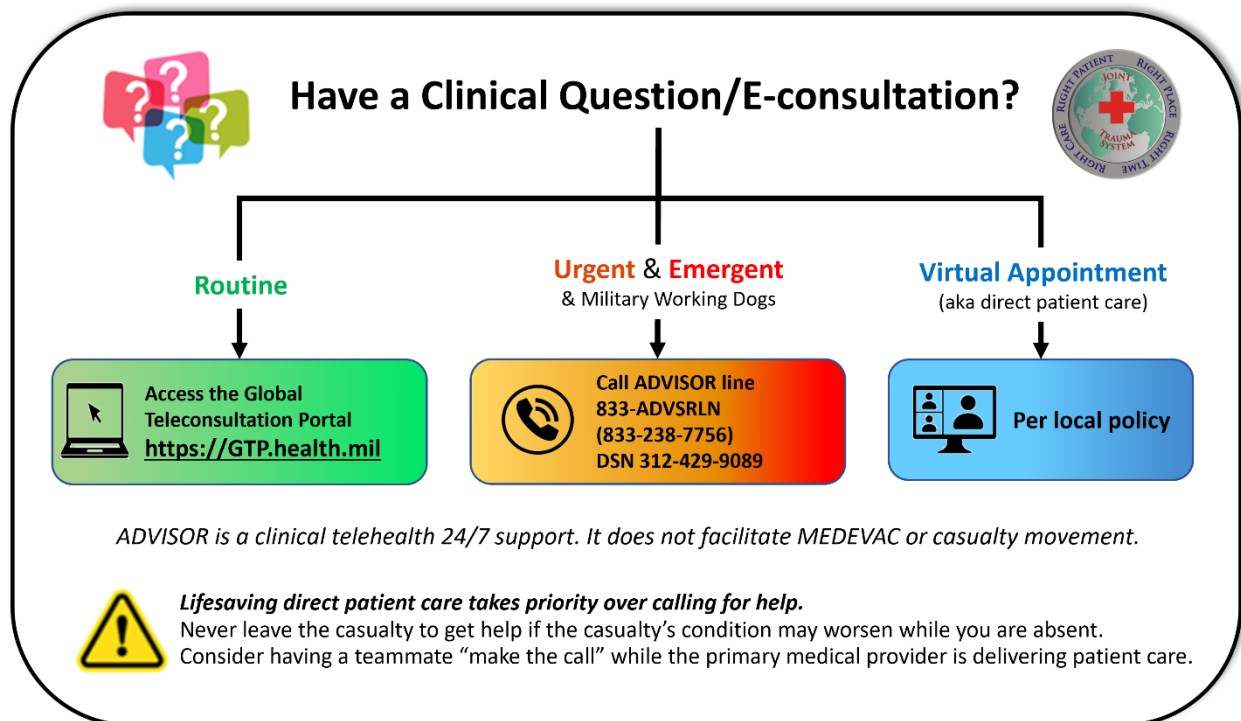 Have a Clinical Question/E-consultation?
RIGHT PATIENT RIGHT PLACE RIGHT TIME RIGHT CARE
JOINT
TRAUMA
SYSTEM
Routine
Access the Global
Teleconsultation Portal
https://GTP.health.mil
Urgent & Emergent
& Military Working Dogs
Call ADVISOR line
833-ADVSRLN
(833-238-7756)
DSN 312-429-9089
Virtual Appointment
(aka direct patient care)
Per local policy
ADVISOR is a clinical telehealth 24/7 support. It does not facilitate MEDEVAC or casualty movement.
Lifesaving direct patient care takes priority over calling for help.
Never leave the casualty to get help if the casualty’s condition may worsen while you are absent.
Consider having a teammate “make the call” while the primary medical provider is delivering patient care.